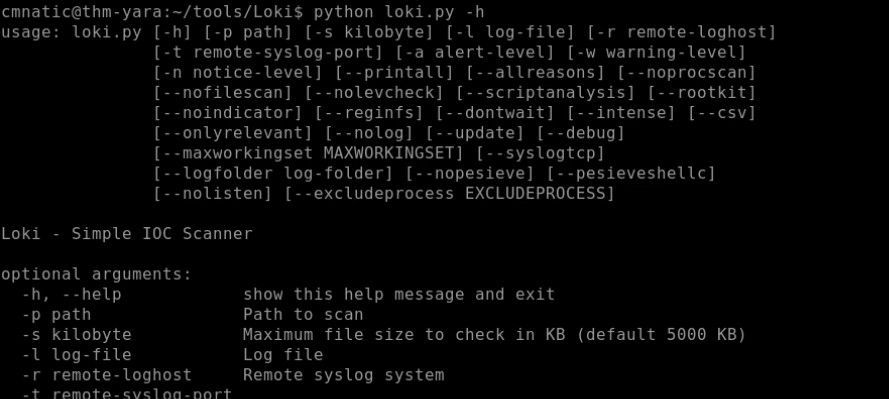 cmnatic@thm-yara:~/tools/Loki$ python loki.py -h
usage: loki.py [-h] [-p path] [-s kilobyte] [-l log-file] [-r remote-loghost]
[-t remote-syslog-port] [-a alert-level] [-w warning-level]
[-n notice-level] [--printall] [--allreasons] [--noprocscan]
[--nofilescan] [--nolevcheck] [--scriptanalysis] [--rootkit]
[--noindicator] [--reginfs] [--dontwait] [--intense] [--csv]
[--onlyrelevant] [--nolog] [--update] [--debug]
[--maxworkingset MAXWORKINGSET] [--syslogtcp]
[--logfolder log-folder] [--nopesieve] [--pesieveshellc]
[--nolisten] [--excludeprocess EXCLUDEPROCESS]
Loki - Simple IOC Scanner
optional arguments:
-h, --help show this help message and exit
-p path Path to scan
-s kilobyte Maximum file size to check in KB (default 5000 KB)
-l log-file Log file
-r remote-loghost Remote syslog system
-t remote-syslog-port